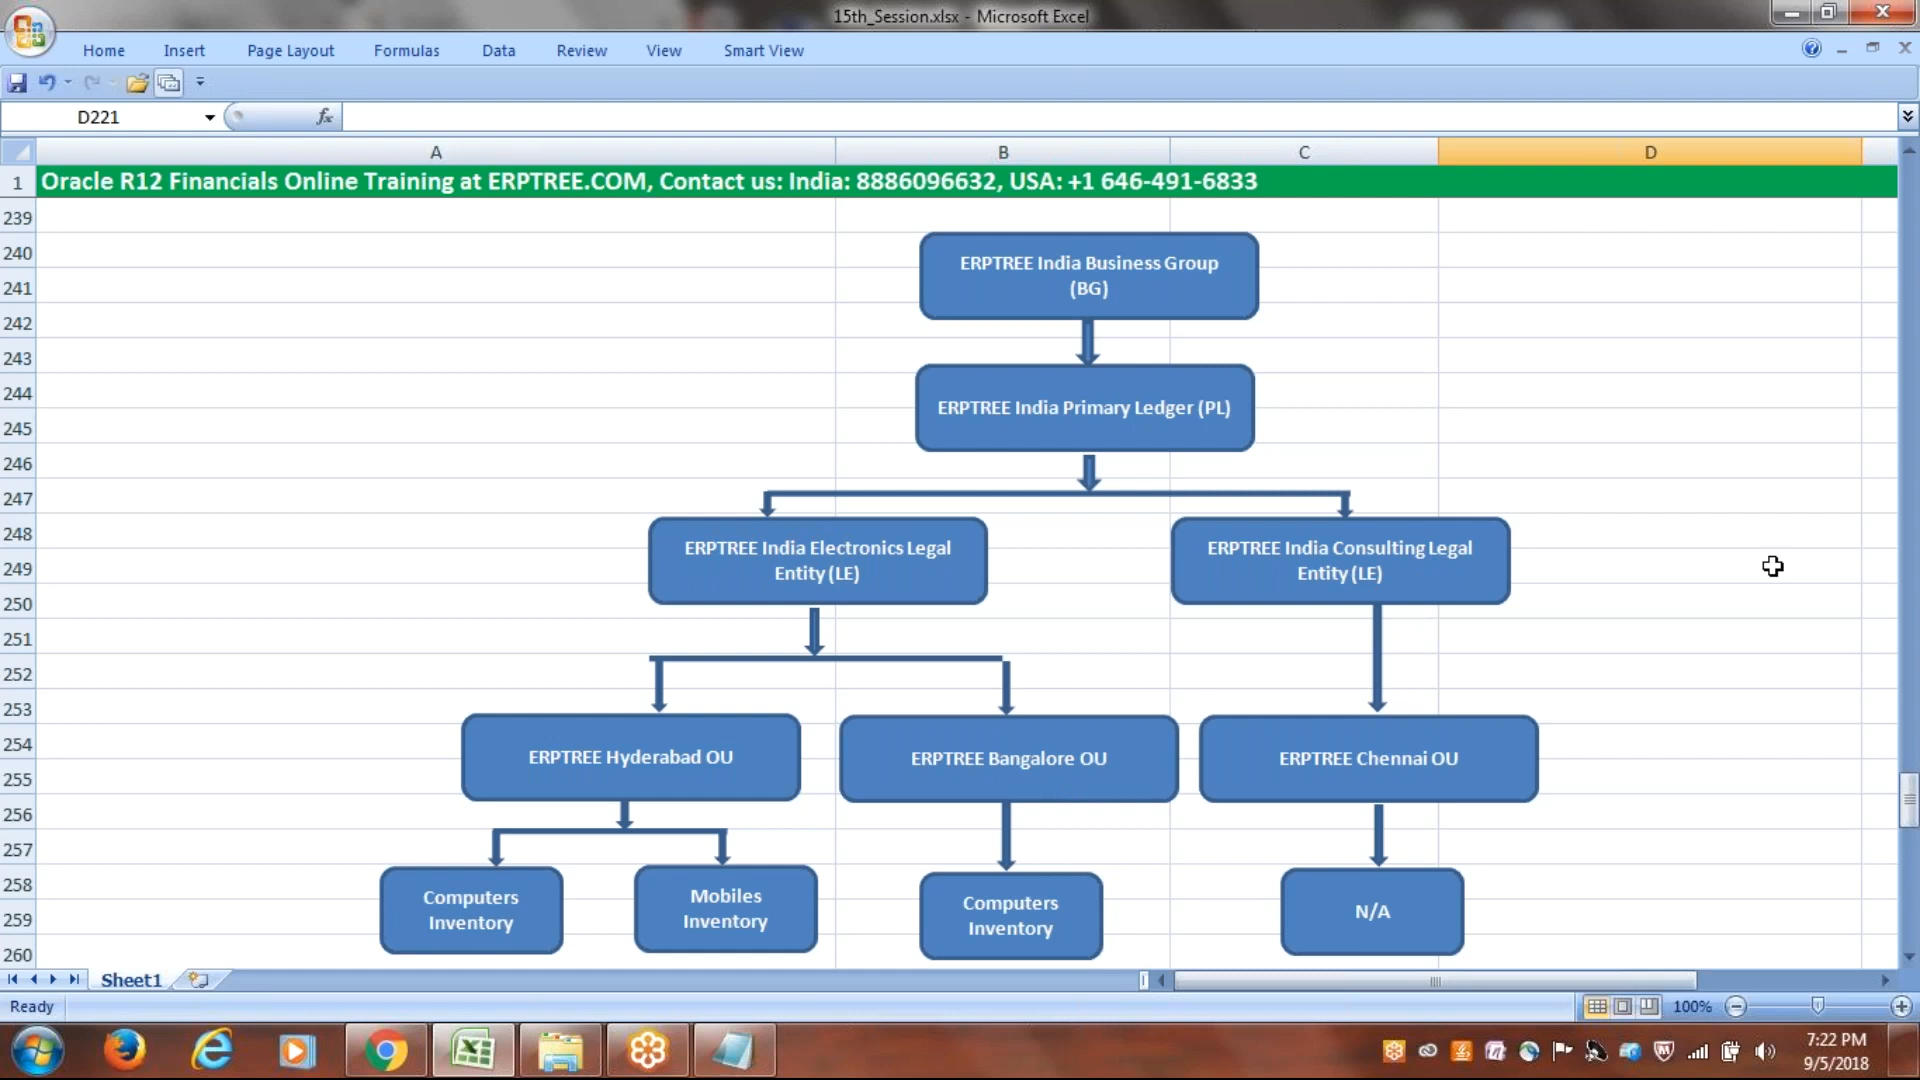 15th_Session.xlsx - Microsoft Excel
Home Insert Page Layout Formulas Data Review View Smart View
D221
fx
A B C D
1 Oracle R12 Financials Online Training at ERPTREE.COM, Contact us: India: 8886096632, USA: +1 646-491-6833
239
240
241
242
243
244
245
246
247
248
249
250
251
252
253
254
255
256
257
258
259
260
ERPTREE India Business Group
(BG)
ERPTREE India Primary Ledger (PL)
ERPTREE India Electronics Legal
Entity (LE)
ERPTREE India Consulting Legal
Entity (LE)
ERPTREE Hyderabad OU
ERPTREE Bangalore OU
ERPTREE Chennai OU
Computers
Inventory
Mobiles
Inventory
Computers
Inventory
N/A
Sheet1
Ready
100%
7:22 PM
9/5/2018